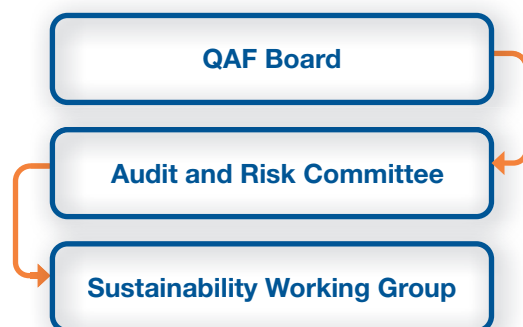 QAF Board
Audit and Risk Committee
Sustainability Working Group